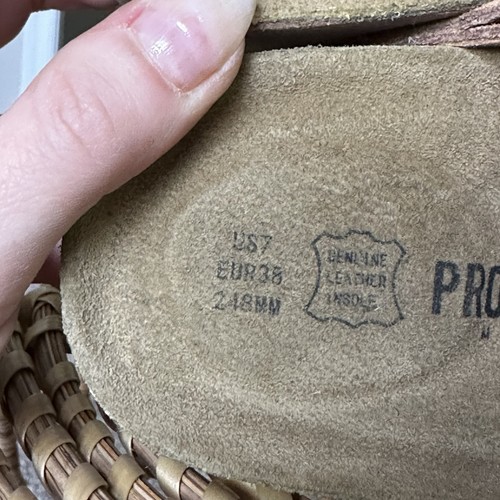 US7
EUR38
248MM
GENUINE
LEATHER
INSOLE
PRO